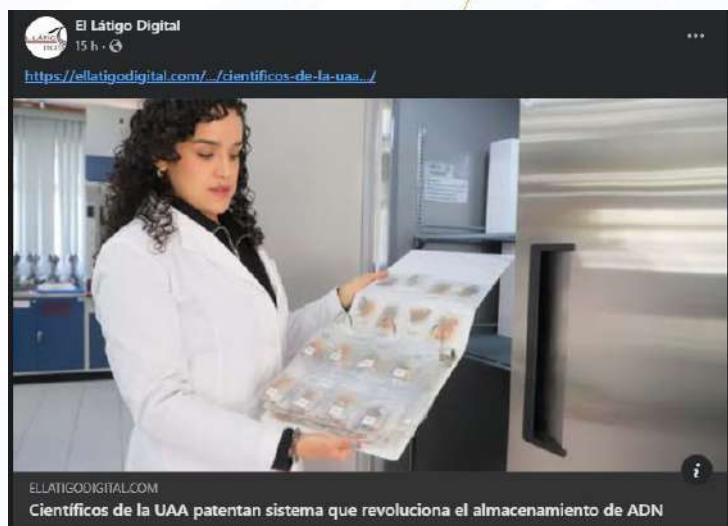 El Látigo Digital
15 h ·
https://ellatigodigital.com/.../cientificos-de-la-uaa.../
ELLATIGODIGITAL.COM
Científicos de la UAA patentan sistema que revoluciona el almacenamiento de ADN